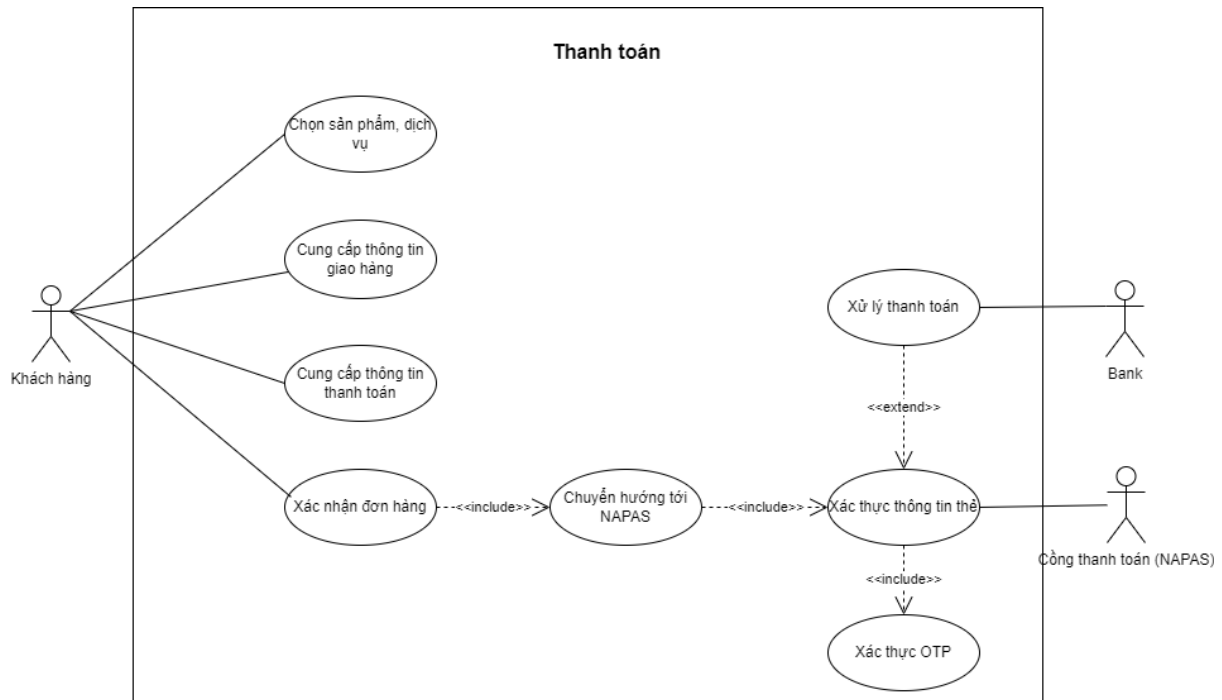 Thanh toán
Chọn sản phẩm, dịch
vụ
Cung cấp thông tin
giao hàng
Cung cấp thông tin
thanh toán
Khách hàng
Xử lý thanh toán
Bank
<<extend>>
Xác nhận đơn hàng
<<include>>
Chuyển hướng tới
NAPAS
<<include>>
Xác thực thông tin thẻ
Cổng thanh toán (NAPAS)
<<include>>
Xác thực OTP